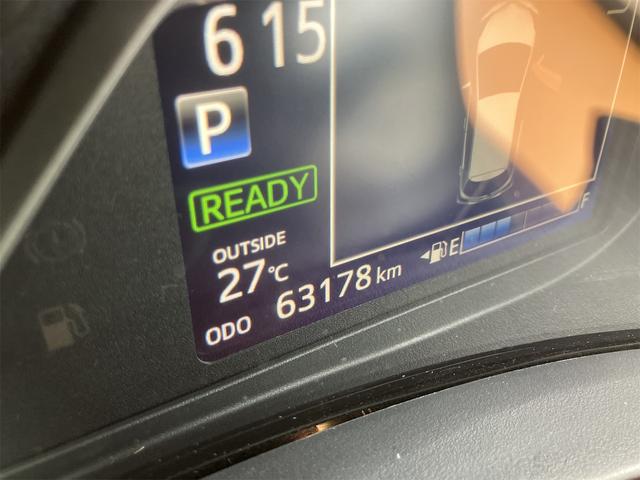 6 15
P
READY
OUTSIDE
27°C
ODO 63178 km
E F